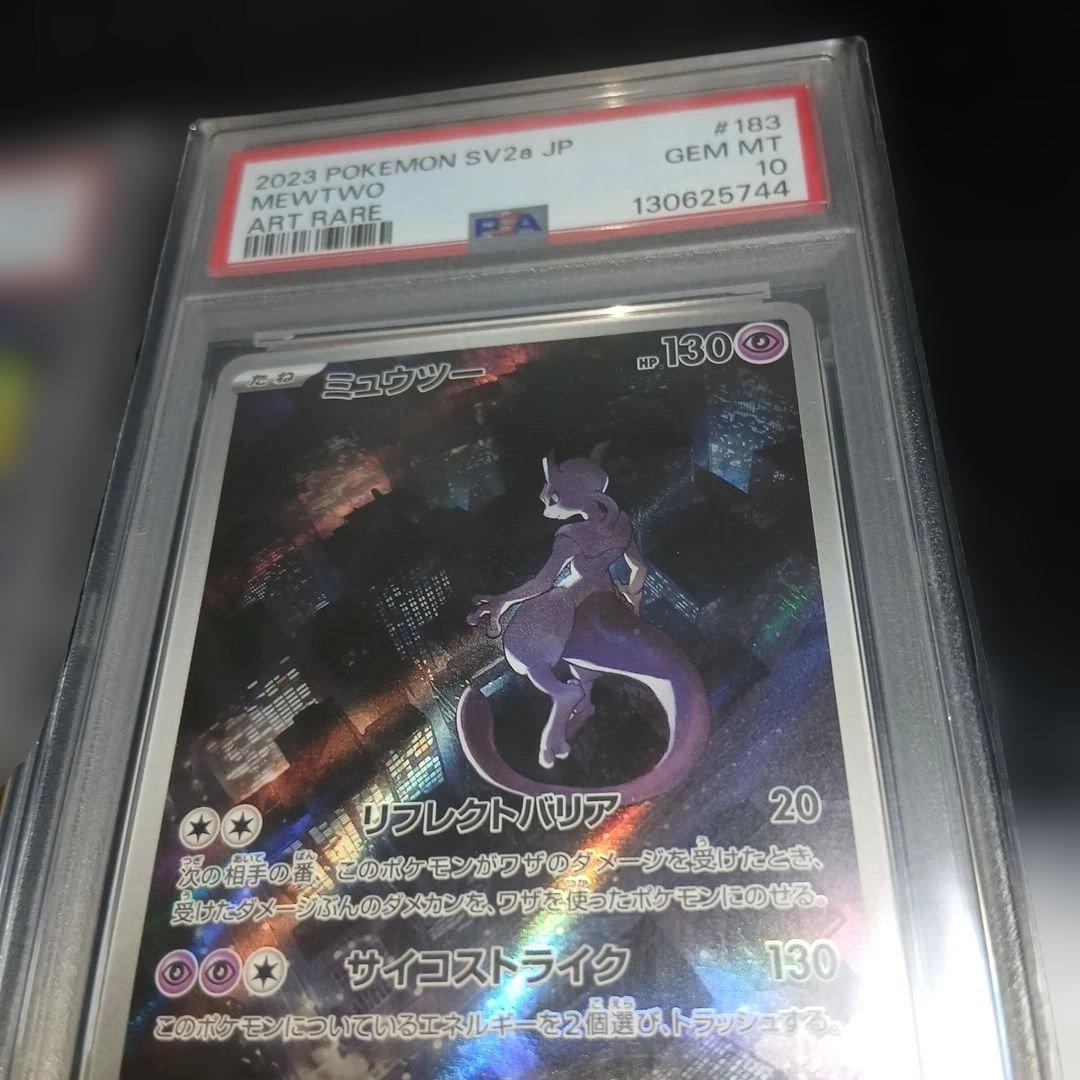 2023 POKEMON SV2a JP #183
MEWTWO GEM MT
ART RARE 10
PSA 130625744
たね ミュウツー HP 130
リフレクトバリア 20
次の相手の番、このポケモンがワザのダメージを受けたとき、
受けたダメージぶんのダメカンを、ワザを使ったポケモンにのせる。
サイコストライク 130
このポケモンについているエネルギーを2個選び、トラッシュする。